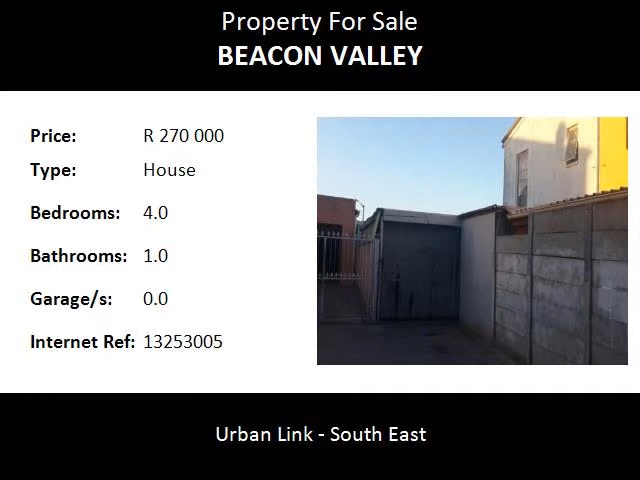 Property For Sale
BEACON VALLEY
Price: R 270 000
Type: House
Bedrooms: 4.0
Bathrooms: 1.0
Garage/s: 0.0
Internet Ref: 13253005
Urban Link - South East